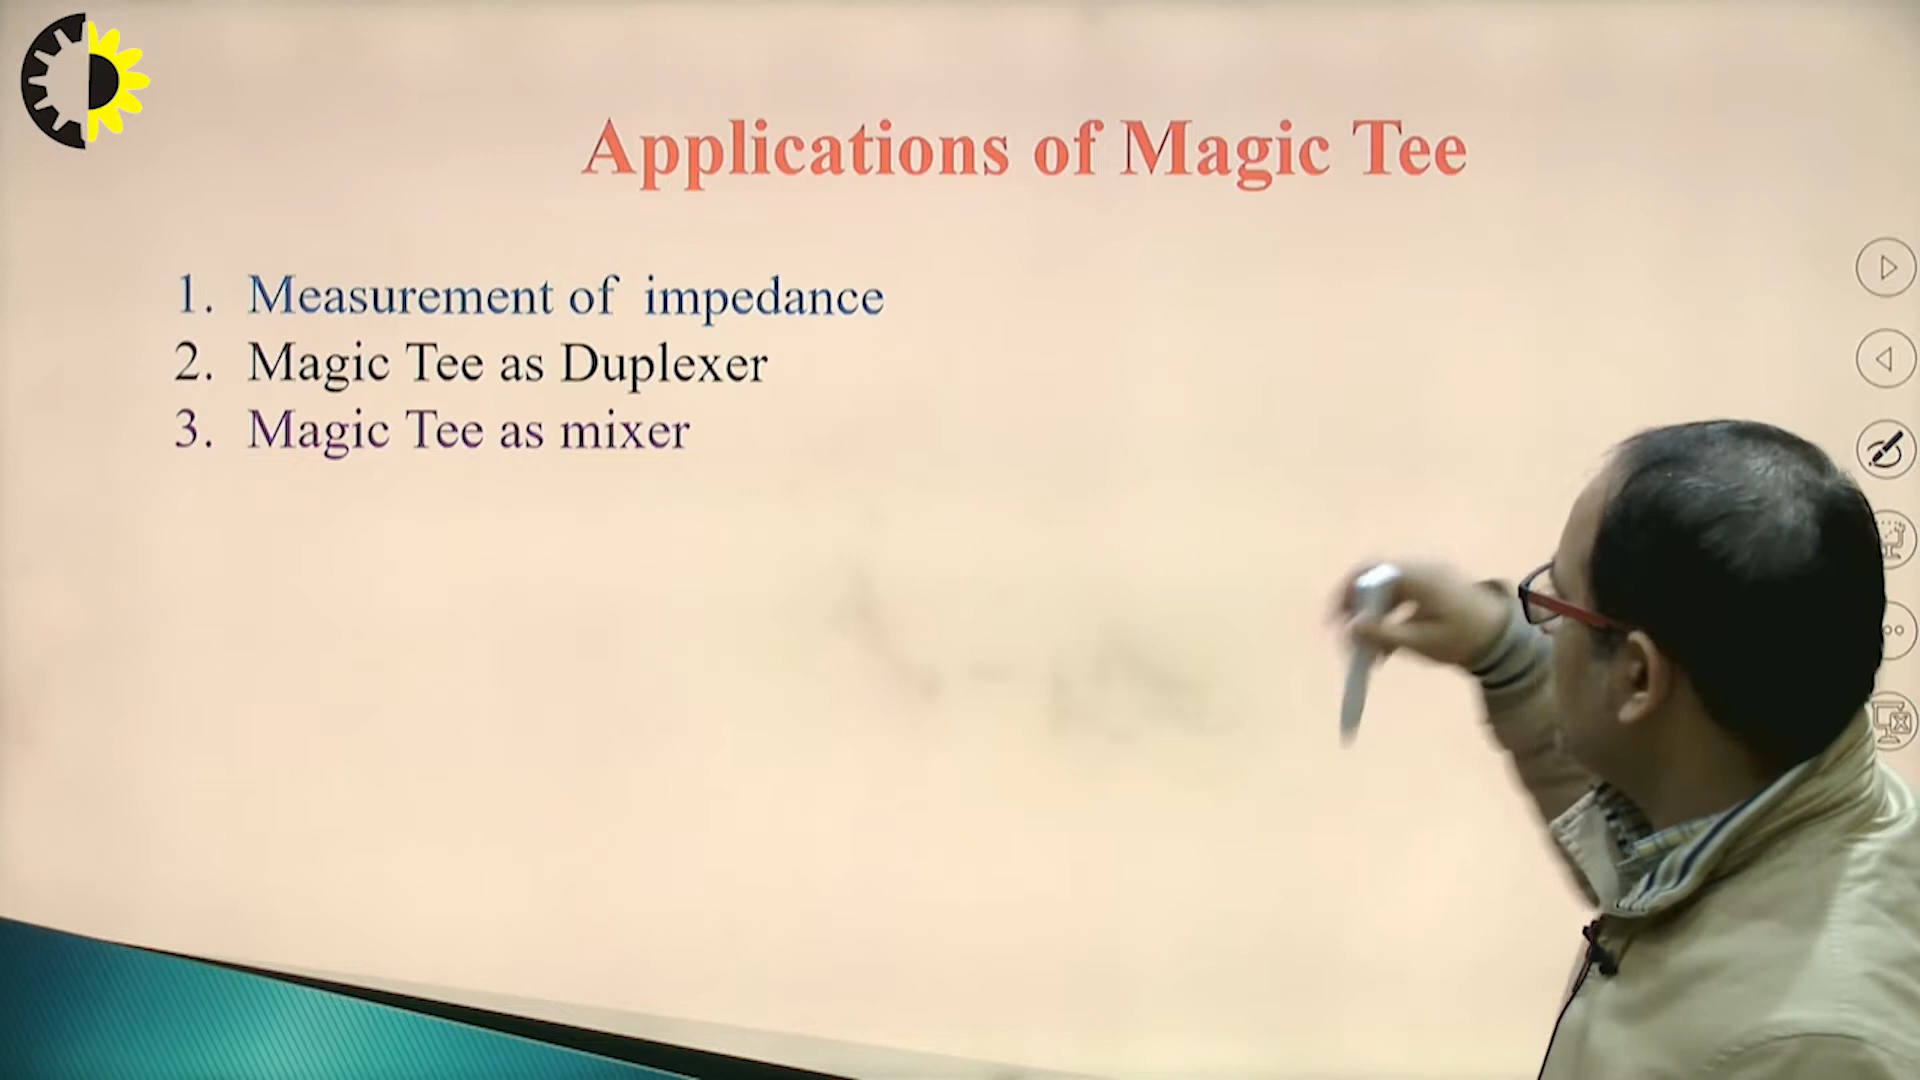 Applications of Magic Tee
1. Measurement of impedance
2. Magic Tee as Duplexer
3. Magic Tee as mixer